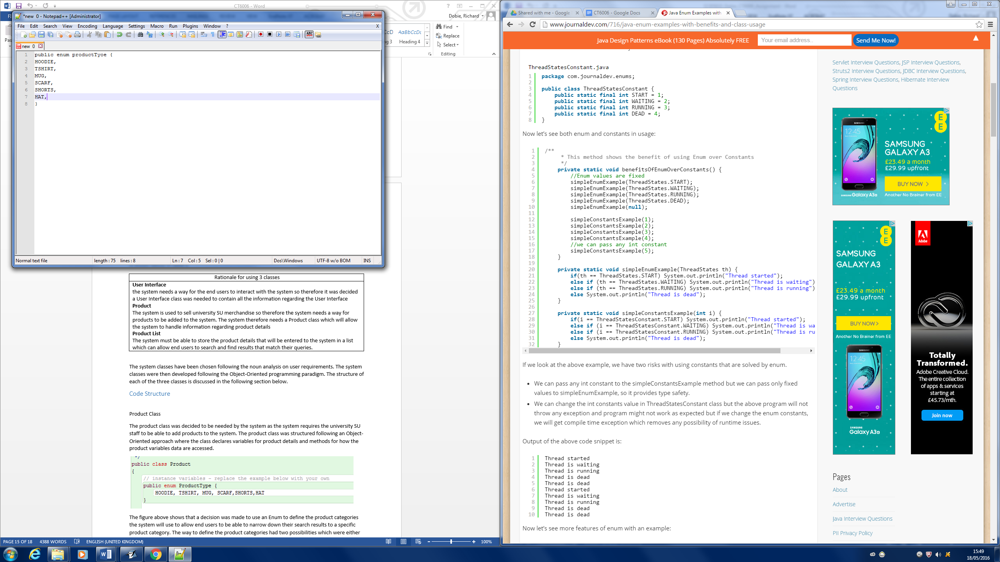 CT6006 - Word
Dobie, Richard
*new  0 - Notepad++ [Administrator]
File Edit Search View Encoding Language Settings Macro Run Plugins Window ? X
new  0
1 public enum productTyoe {
2 HOODIE,
3 TSHIRT,
4 MUG,
5 SCARF,
6 SHORTS,
7 HAT,
8 }
Normal text file length : 75 lines : 8 Ln : 7 Col : 5 Sel : 0 | 0 Dos\Windows UTF-8 w/o BOM INS
AaBbCcDc
Heading 4
Find
Replace
Select
Editing
Rationale for using 3 classes
User Interface
the system needs a way for the end users to interact with the system so therefore it was decided
a User Interface class was needed to contain all the information regarding the User Interface
Product
The system is used to sell university SU merchandise so therefore the system needs a way for
products to be added to the system. The system therefore needs a Product class which will allow
the system to handle information regarding product details
Product List
The system must be able to store the product details that will be entered to the system in a list
which can allow end users to search and find results that match their queries.
The system classes have been chosen following the noun analysis on user requirements. The system
classes were then developed following the Object-Oriented programming paradigm. The structure of
each of the three classes is discussed in the following section below.
Code Structure
Product Class
The product class was decided to be needed by the system as the system requires the university SU
staff to be able to add products to the system. The product class was structured following an Object-
Oriented approach where the class declares variables for product details and methods for how the
product variables data are accessed.
*/
public class Product
{
// instance variables - replace the example below with your own
public enum ProductType {
HOODIE, TSHIRT, MUG, SCARF,SHORTS,HAT
}
The figure above shows that a decision was made to use an Enum to define the product categories
the system will use to allow end users to be able to narrow down their search results to a specific
product category. The way to define the product categories had two possibilities which were either
PAGE 15 OF 18 4388 WORDS ENGLISH (UNITED KINGDOM) 100%
Shared with me - Google
CT6006 - Google Docs
Java Enum Examples with
www.journaldev.com/716/java-enum-examples-with-benefits-and-class-usage
Java Design Patterns eBook (130 Pages) Absolutely FREE Your email address.. Send Me Now!
ThreadStatesConstant.java
1 package com.journaldev.enums;
2
3 public class ThreadStatesConstant {
4 public static final int START = 1;
5 public static final int WAITING = 2;
6 public static final int RUNNING = 3;
7 public static final int DEAD = 4;
8 }
Now let's see both enum and constants in usage:
1 /**
2 * This method shows the benefit of using Enum over Constants
3 */
4 private static void benefitsOfEnumOverConstants() {
5 //Enum values are fixed
6 simpleEnumExample(ThreadStates.START);
7 simpleEnumExample(ThreadStates.WAITING);
8 simpleEnumExample(ThreadStates.RUNNING);
9 simpleEnumExample(ThreadStates.DEAD);
10 simpleEnumExample(null);
11
12 simpleConstantsExample(1);
13 simpleConstantsExample(2);
14 simpleConstantsExample(3);
15 simpleConstantsExample(4);
16 //we can pass any int constant
17 simpleConstantsExample(5);
18 }
19
20 private static void simpleEnumExample(ThreadStates th) {
21 if(th == ThreadStates.START) System.out.println("Thread started");
22 else if (th == ThreadStates.WAITING) System.out.println("Thread is waiting")
23 else if (th == ThreadStates.RUNNING) System.out.println("Thread is running")
24 else System.out.println("Thread is dead");
25 }
26
27 private static void simpleConstantsExample(int i) {
28 if(i == ThreadStatesConstant.START) System.out.println("Thread started");
29 else if (i == ThreadStatesConstant.WAITING) System.out.println("Thread is wa
30 else if (i == ThreadStatesConstant.RUNNING) System.out.println("Thread is ru
31 else System.out.println("Thread is dead");
32 }
If we look at the above example, we have two risks with using constants that are solved by enum.
• We can pass any int constant to the simpleConstantsExample method but we can pass only fixed
values to simpleEnumExample, so it provides type safety.
• We can change the int constants value in ThreadStatesConstant class but the above program will not
throw any exception and program might not work as expected but if we change the enum constants,
we will get compile time exception which removes any possibility of runtime issues.
Output of the above code snippet is:
1 Thread started
2 Thread is waiting
3 Thread is running
4 Thread is dead
5 Thread is dead
6 Thread started
7 Thread is waiting
8 Thread is running
9 Thread is dead
10 Thread is dead
Now let's see more features of enum with an example:
Servlet Interview Questions, JSP Interview Questions,
Struts2 Interview Questions, JDBC Interview Questions,
Spring Interview Questions, Hibernate Interview
Questions
EE
SAMSUNG
12:45
SAMSUNG
GALAXY A3
£23.49 a month
£29.99 upfront
BUY NOW >
SAMSUNG Galaxy A3
Another No Brainer from EE
EE
SAMSUNG
GALAXY A3
£23.49 a month
£29.99 upfront
BUY NOW >
Another No Brainer from EE
12:45
SAMSUNG
Galaxy A3
Adobe
Totally
Transformed.
Adobe Creative Cloud.
The entire collection
of apps & services
starting at
£45.73/mth.
Join now
Pages
About
Advertise
Java Interview Questions
PII Privacy Policy
15:49
18/05/2016